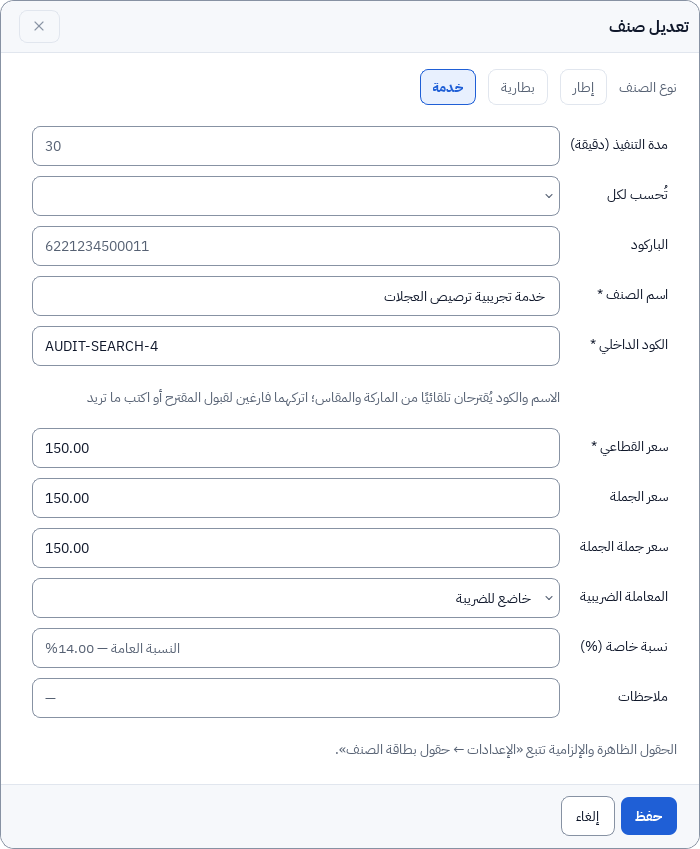 تعديل صنف
نوع الصنف إطار بطارية خدمة
مدة التنفيذ (دقيقة) 30
تُحسب لكل
الباركود 6221234500011
اسم الصنف * خدمة تجريبية ترصيص العجلات
الكود الداخلي * AUDIT-SEARCH-4
الاسم والكود يُقترحان تلقائيًا من الماركة والمقاس؛ اتركهما فارغين لقبول المقترح أو اكتب ما تريد
سعر القطاعي * 150.00
سعر الجملة 150.00
سعر جملة الجملة 150.00
المعاملة الضريبية خاضع للضريبة
نسبة خاصة (%) النسبة العامة — 14.00%
ملاحظات —
الحقول الظاهرة والإلزامية تتبع «الإعدادات ← حقول بطاقة الصنف».
حفظ إلغاء